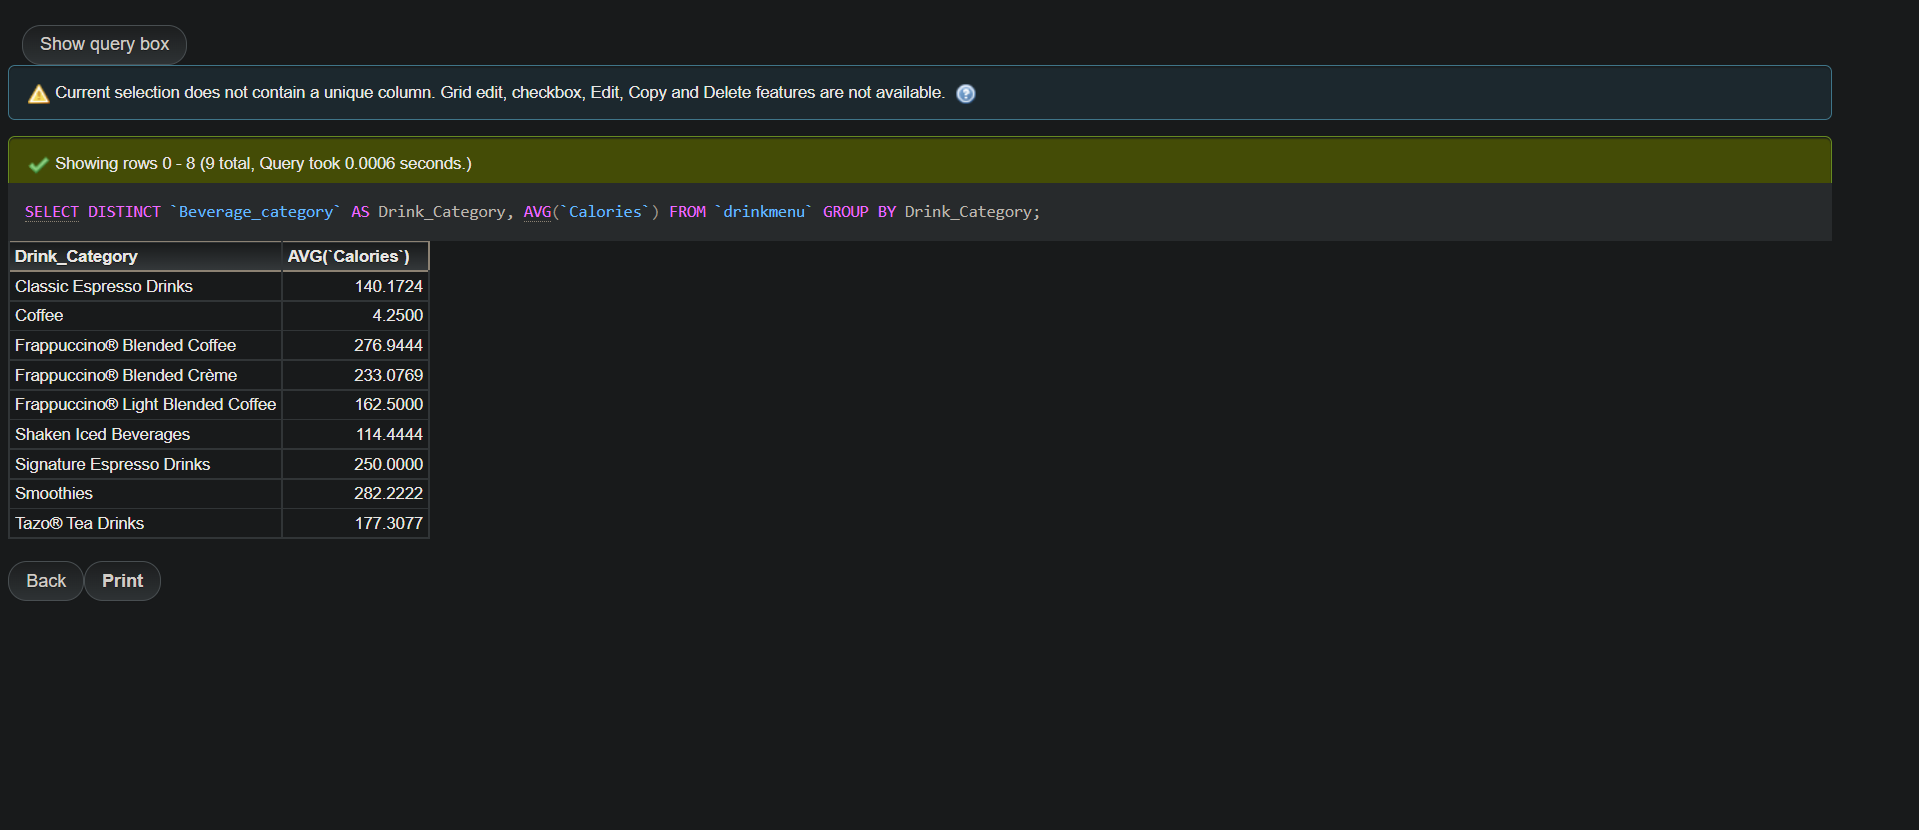 Show query box
Current selection does not contain a unique column. Grid edit, checkbox, Edit, Copy and Delete features are not available.
Showing rows 0 - 8 (9 total, Query took 0.0006 seconds.)
SELECT DISTINCT `Beverage_category` AS Drink_Category, AVG(`Calories`) FROM `drinkmenu` GROUP BY Drink_Category;
Drink_Category AVG(`Calories`)
Classic Espresso Drinks 140.1724
Coffee 4.2500
Frappuccino® Blended Coffee 276.9444
Frappuccino® Blended Crème 233.0769
Frappuccino® Light Blended Coffee 162.5000
Shaken Iced Beverages 114.4444
Signature Espresso Drinks 250.0000
Smoothies 282.2222
Tazo® Tea Drinks 177.3077
Back Print